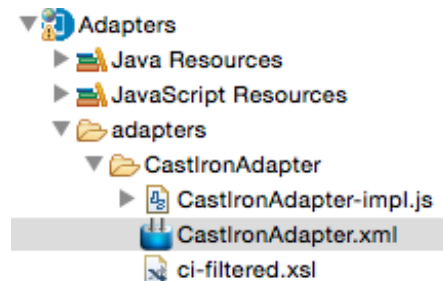 Adapters
Java Resources
JavaScript Resources
adapters
CastIronAdapter
CastIronAdapter-impl.js
CastIronAdapter.xml
ci-filtered.xsl